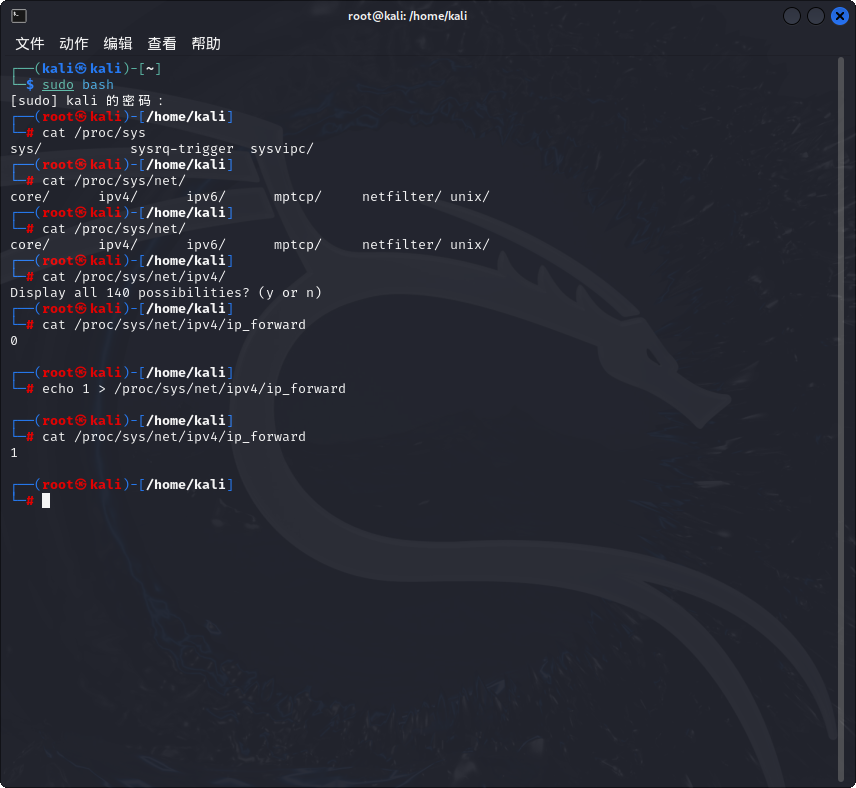 root@kali: /home/kali
文件 动作 编辑 查看 帮助
┌──(kali㉿kali)-[~]
└─$ sudo bash
[sudo] kali 的密码：
┌──(root㉿kali)-[/home/kali]
└─# cat /proc/sys
sys/           sysrq-trigger  sysvipc/
┌──(root㉿kali)-[/home/kali]
└─# cat /proc/sys/net/
core/      ipv4/      ipv6/      mptcp/     netfilter/ unix/
┌──(root㉿kali)-[/home/kali]
└─# cat /proc/sys/net/
core/      ipv4/      ipv6/      mptcp/     netfilter/ unix/
┌──(root㉿kali)-[/home/kali]
└─# cat /proc/sys/net/ipv4/
Display all 140 possibilities? (y or n)
┌──(root㉿kali)-[/home/kali]
└─# cat /proc/sys/net/ipv4/ip_forward
0
┌──(root㉿kali)-[/home/kali]
└─# echo 1 > /proc/sys/net/ipv4/ip_forward
┌──(root㉿kali)-[/home/kali]
└─# cat /proc/sys/net/ipv4/ip_forward
1
┌──(root㉿kali)-[/home/kali]
└─#